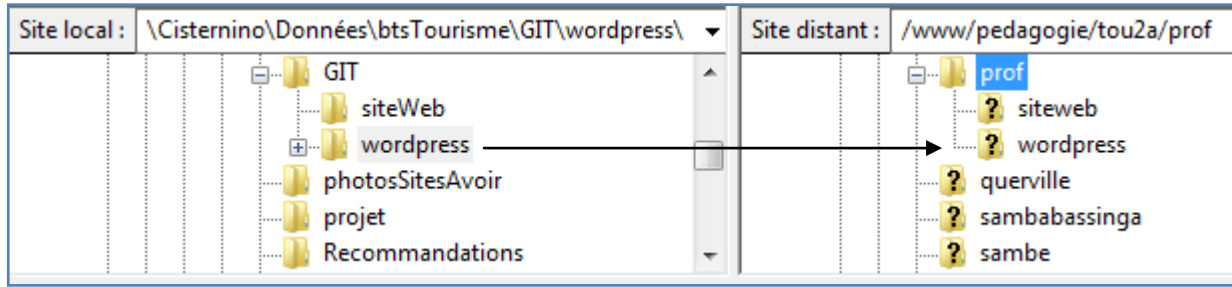 Site local : \Cisternino\Données\btsTourisme\GIT\wordpress\
GIT
siteWeb
wordpress
photosSitesAvoir
projet
Recommandations
Site distant : /www/pedagogie/tou2a/prof
prof
siteweb
wordpress
querville
sambabassinga
sambe